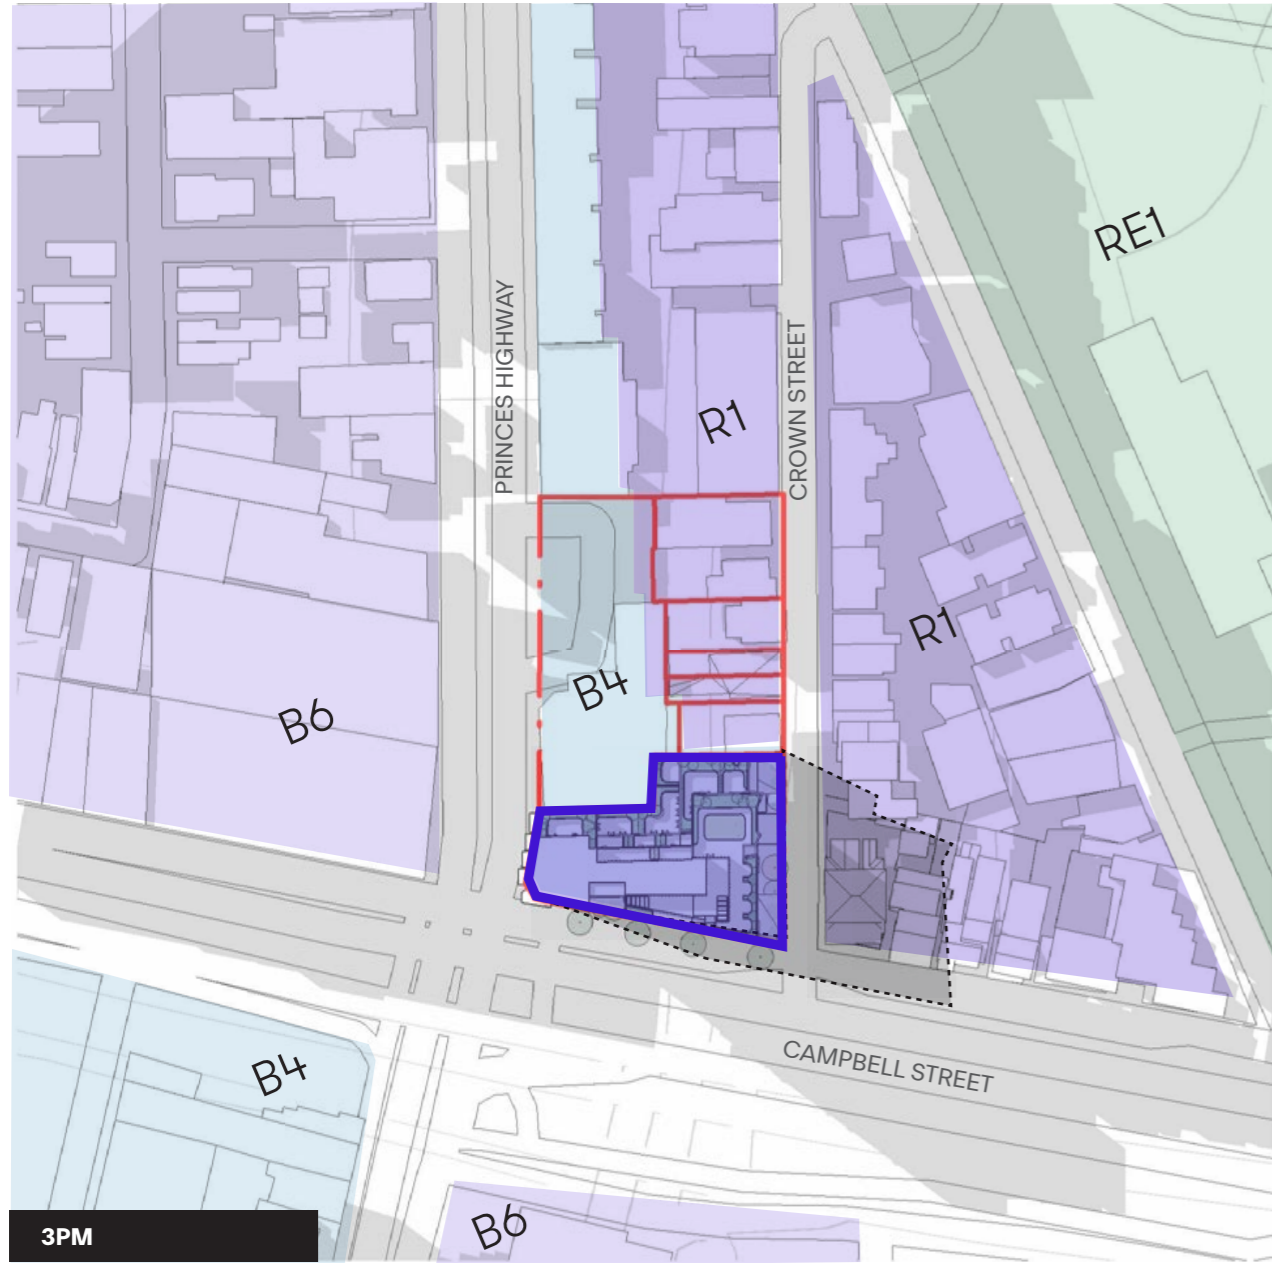 RE1
PRINCES HIGHWAY
CROWN STREET
R1
R1
B4
B6
B4
CAMPBELL STREET
B6
3PM